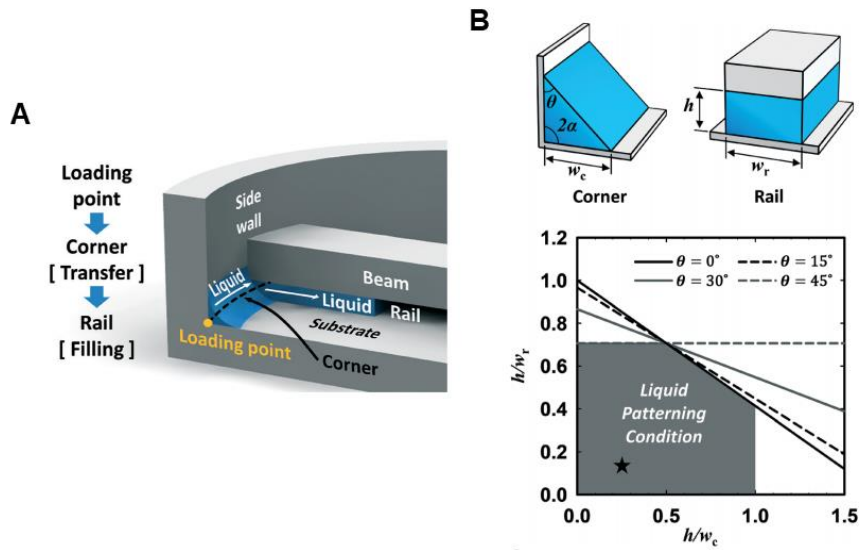 A
Loading
point
Corner
[ Transfer ]
Rail
[ Filling ]
Side
wall
Beam
Liquid
Liquid
Rail
Substrate
Loading point
Corner
B
θ
2α
w_c
Corner
h
w_r
Rail
θ = 0° θ = 15°
θ = 30° θ = 45°
h/w_r
1.2
1.0
0.8
0.6
0.4
0.2
0.0
Liquid
Patterning
Condition
0.0 0.5 1.0 1.5
h/w_c